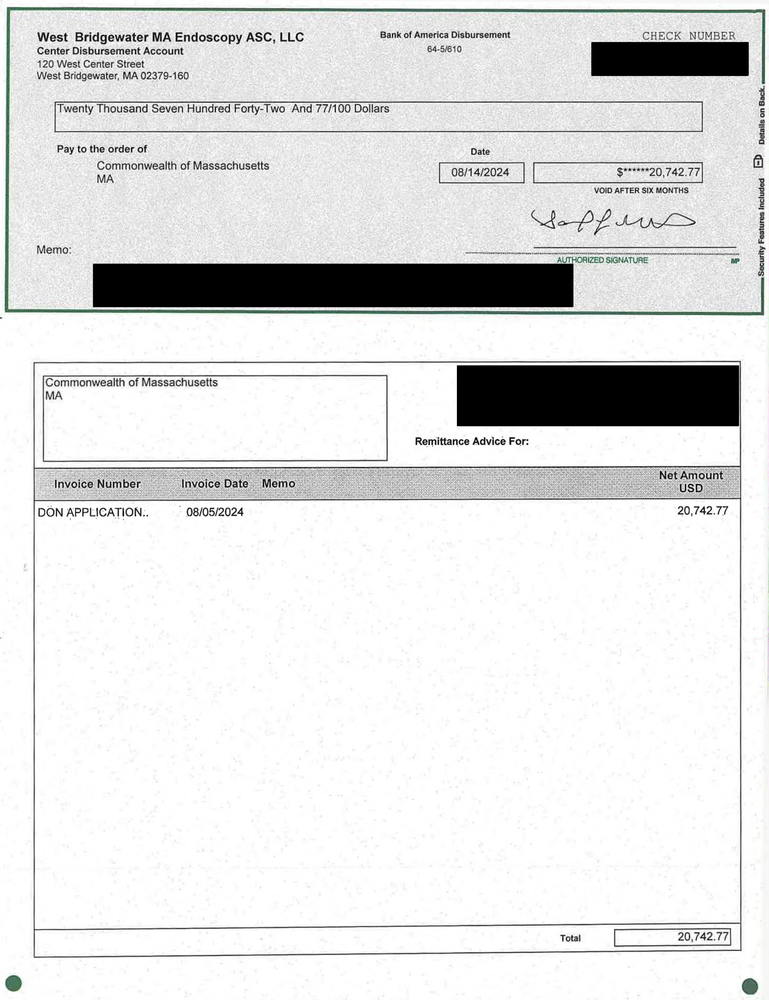 West Bridgewater MA Endoscopy ASC, LLC
Center Disbursement Account
120 West Center Street
West Bridgewater, MA 02379-160
Bank of America Disbursement
64-5/610
CHECK NUMBER
Twenty Thousand Seven Hundred Forty-Two And 77/100 Dollars
Pay to the order of
Commonwealth of Massachusetts
MA
Date
08/14/2024
$******20,742.77
VOID AFTER SIX MONTHS
Memo:
AUTHORIZED SIGNATURE
MP
Security Features Included
Details on Back.
Commonwealth of Massachusetts
MA
Remittance Advice For:
Invoice Number Invoice Date Memo Net Amount
USD
DON APPLICATION.. 08/05/2024 20,742.77
Total 20,742.77